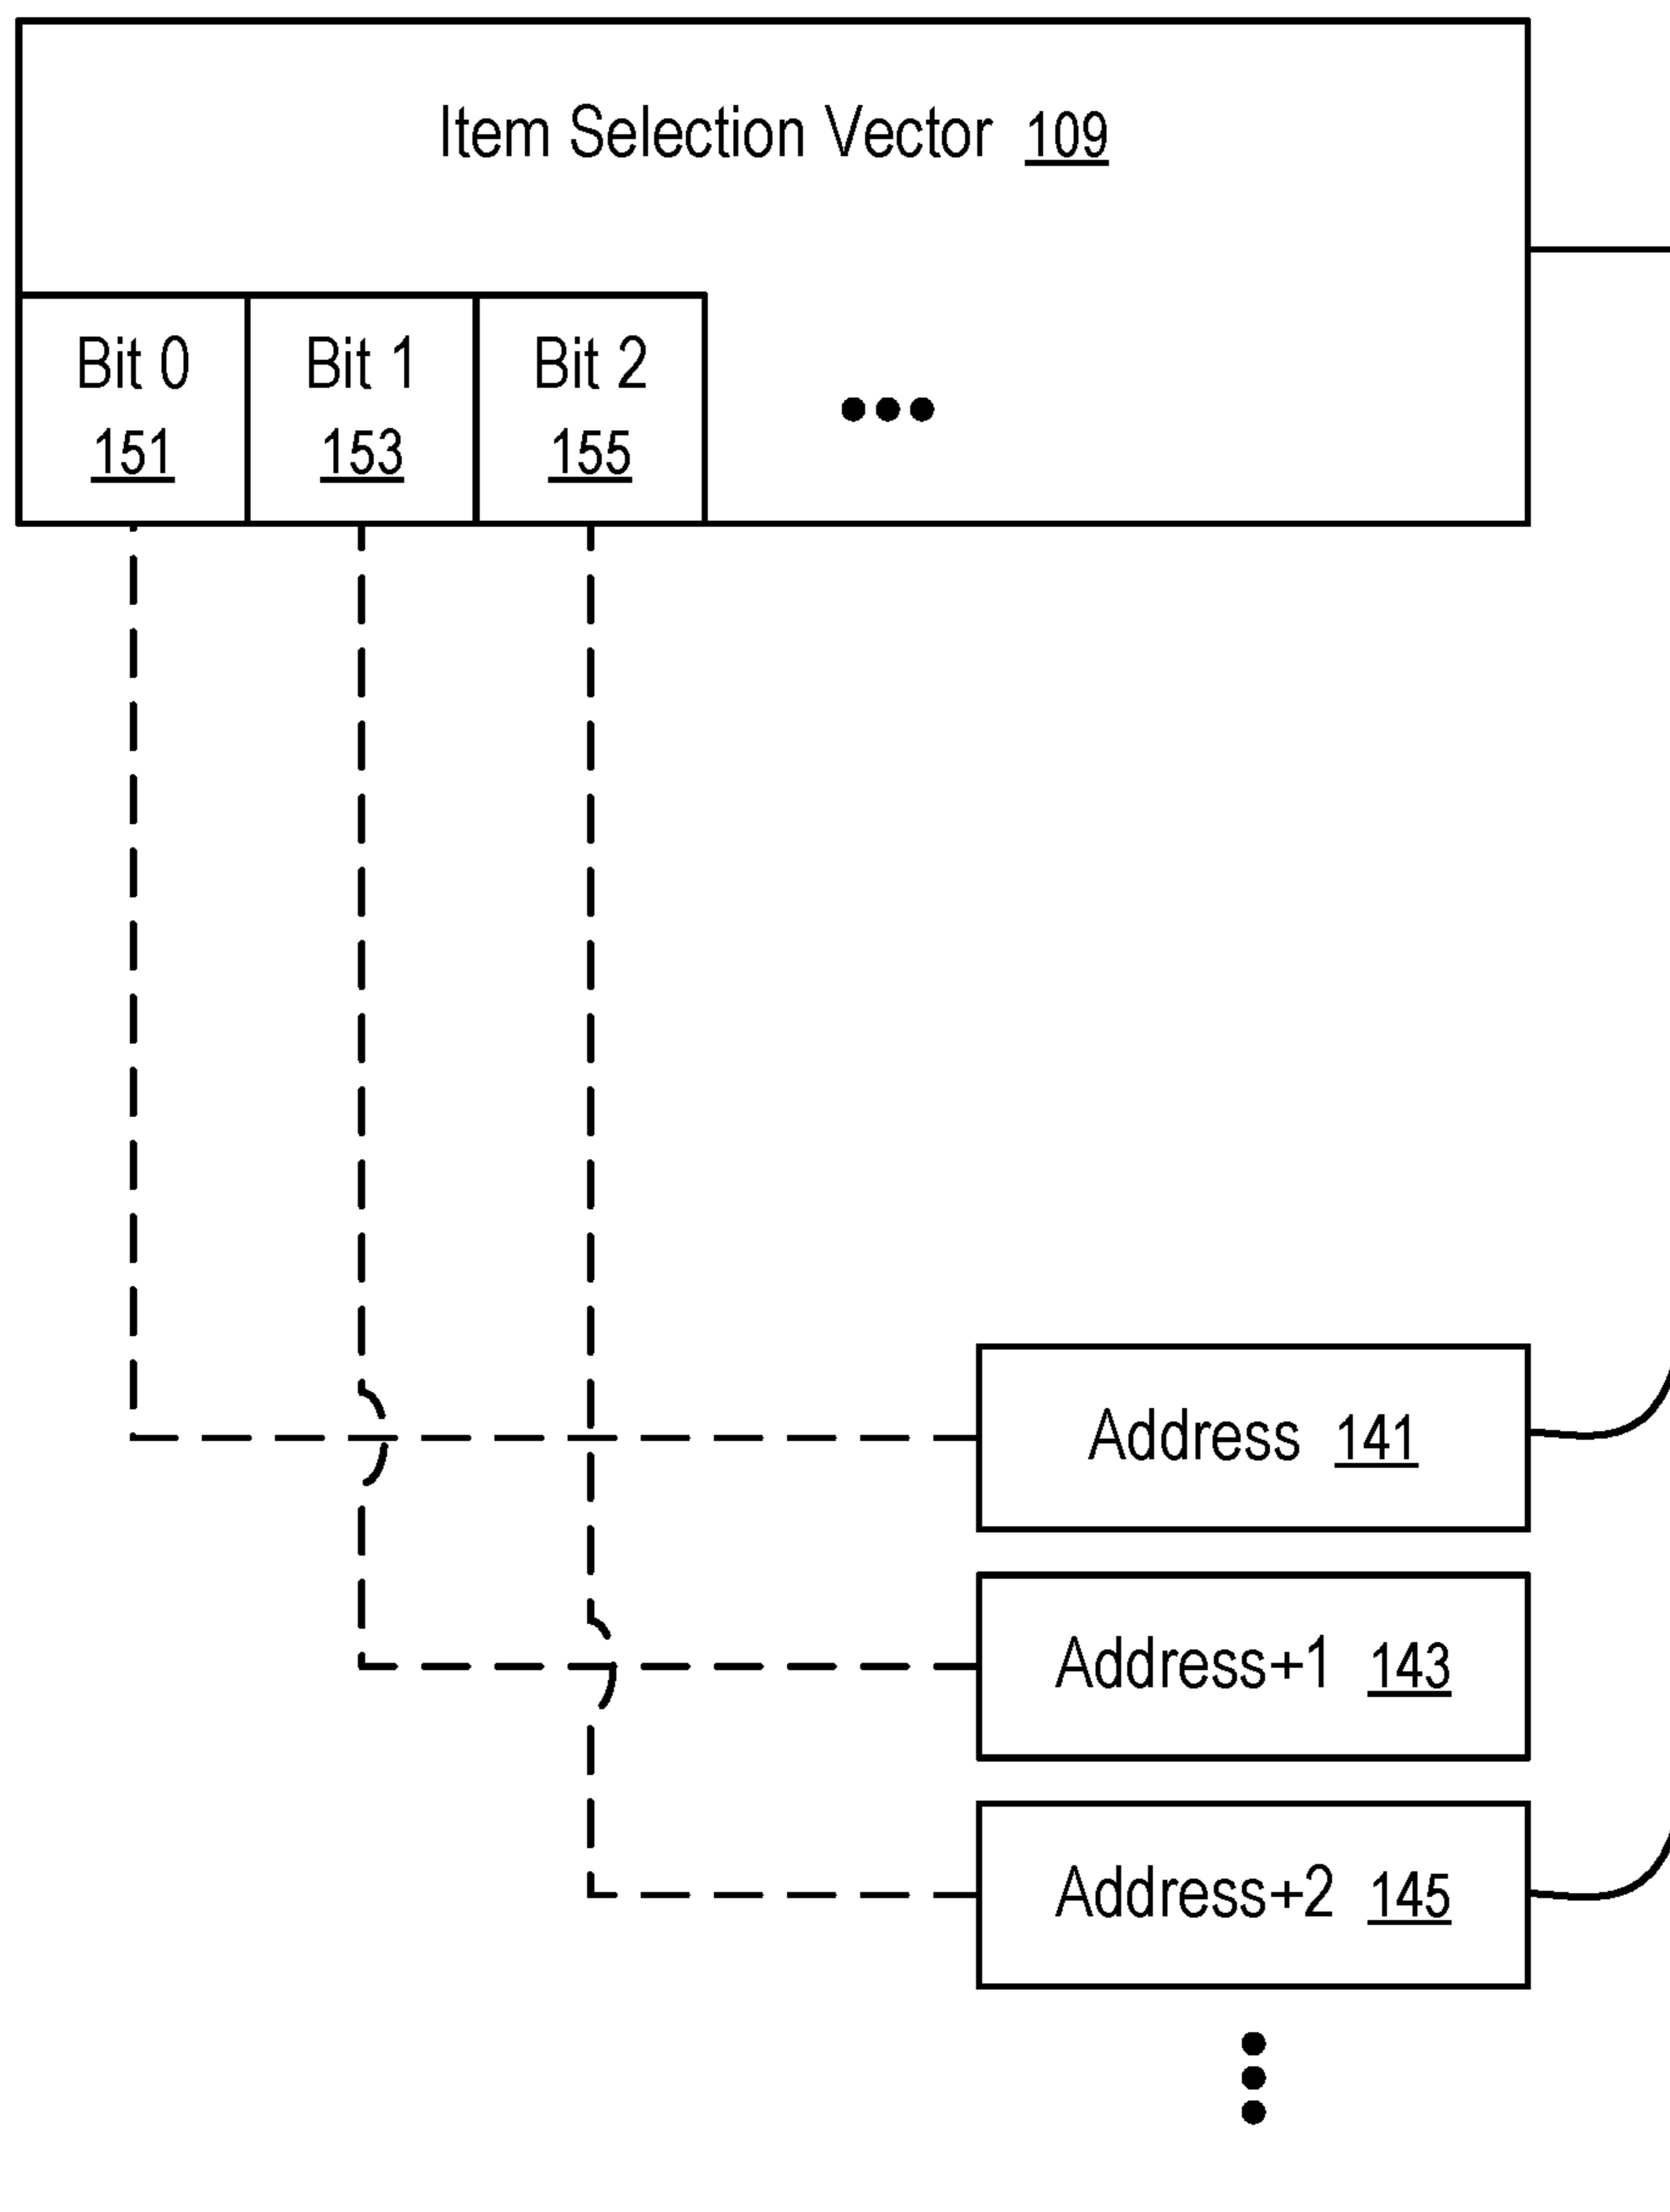 Item Selection Vector 109
Bit 0 Bit 1 Bit 2
151 153 155
Address 141
Address+1 143
Address+2 145